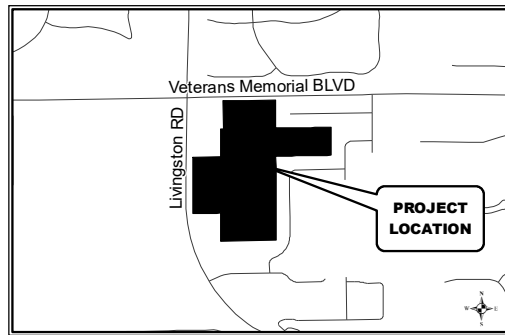 Veterans Memorial BLVD
Livingston RD
PROJECT
LOCATION
N
W E
S